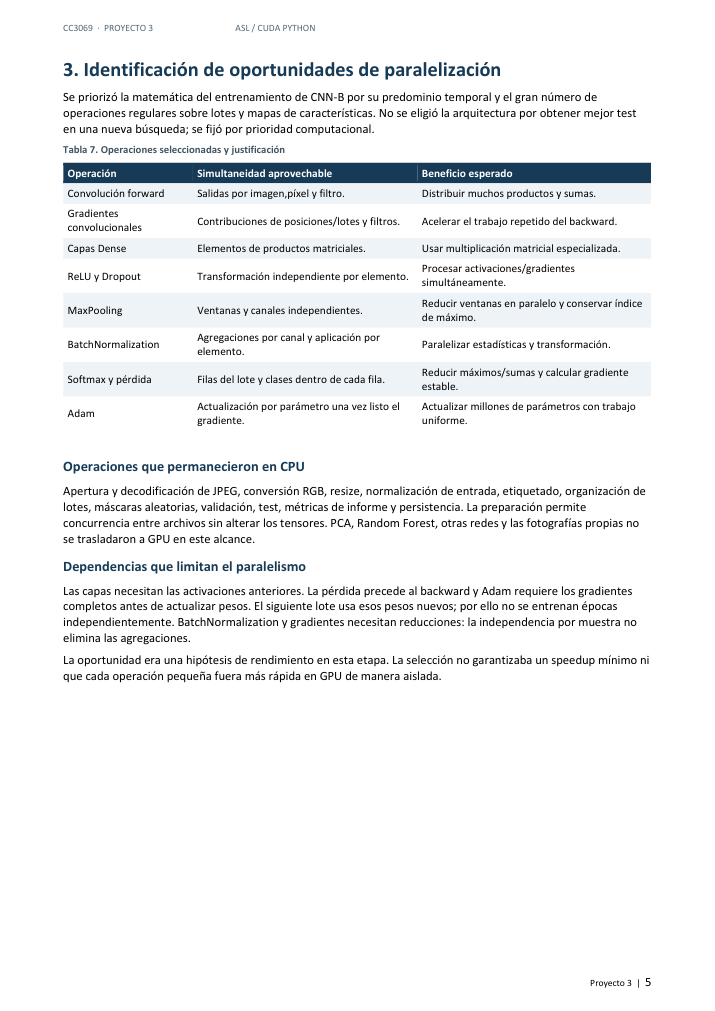 CC3069 · PROYECTO 3 ASL / CUDA PYTHON
3. Identificación de oportunidades de paralelización
Se priorizó la matemática del entrenamiento de CNN-B por su predominio temporal y el gran número de
operaciones regulares sobre lotes y mapas de características. No se eligió la arquitectura por obtener mejor test
en una nueva búsqueda; se fijó por prioridad computacional.
Tabla 7. Operaciones seleccionadas y justificación
Operación Simultaneidad aprovechable Beneficio esperado
Convolución forward Salidas por imagen,píxel y filtro. Distribuir muchos productos y sumas.
Gradientes
convolucionales Contribuciones de posiciones/lotes y filtros. Acelerar el trabajo repetido del backward.
Capas Dense Elementos de productos matriciales. Usar multiplicación matricial especializada.
ReLU y Dropout Transformación independiente por elemento. Procesar activaciones/gradientes
simultáneamente.
MaxPooling Ventanas y canales independientes. Reducir ventanas en paralelo y conservar índice
de máximo.
BatchNormalization Agregaciones por canal y aplicación por
elemento. Paralelizar estadísticas y transformación.
Softmax y pérdida Filas del lote y clases dentro de cada fila. Reducir máximos/sumas y calcular gradiente
estable.
Adam Actualización por parámetro una vez listo el
gradiente. Actualizar millones de parámetros con trabajo
uniforme.
Operaciones que permanecieron en CPU
Apertura y decodificación de JPEG, conversión RGB, resize, normalización de entrada, etiquetado, organización de
lotes, máscaras aleatorias, validación, test, métricas de informe y persistencia. La preparación permite
concurrencia entre archivos sin alterar los tensores. PCA, Random Forest, otras redes y las fotografías propias no
se trasladaron a GPU en este alcance.
Dependencias que limitan el paralelismo
Las capas necesitan las activaciones anteriores. La pérdida precede al backward y Adam requiere los gradientes
completos antes de actualizar pesos. El siguiente lote usa esos pesos nuevos; por ello no se entrenan épocas
independientemente. BatchNormalization y gradientes necesitan reducciones: la independencia por muestra no
elimina las agregaciones.
La oportunidad era una hipótesis de rendimiento en esta etapa. La selección no garantizaba un speedup mínimo ni
que cada operación pequeña fuera más rápida en GPU de manera aislada.
Proyecto 3 | 5